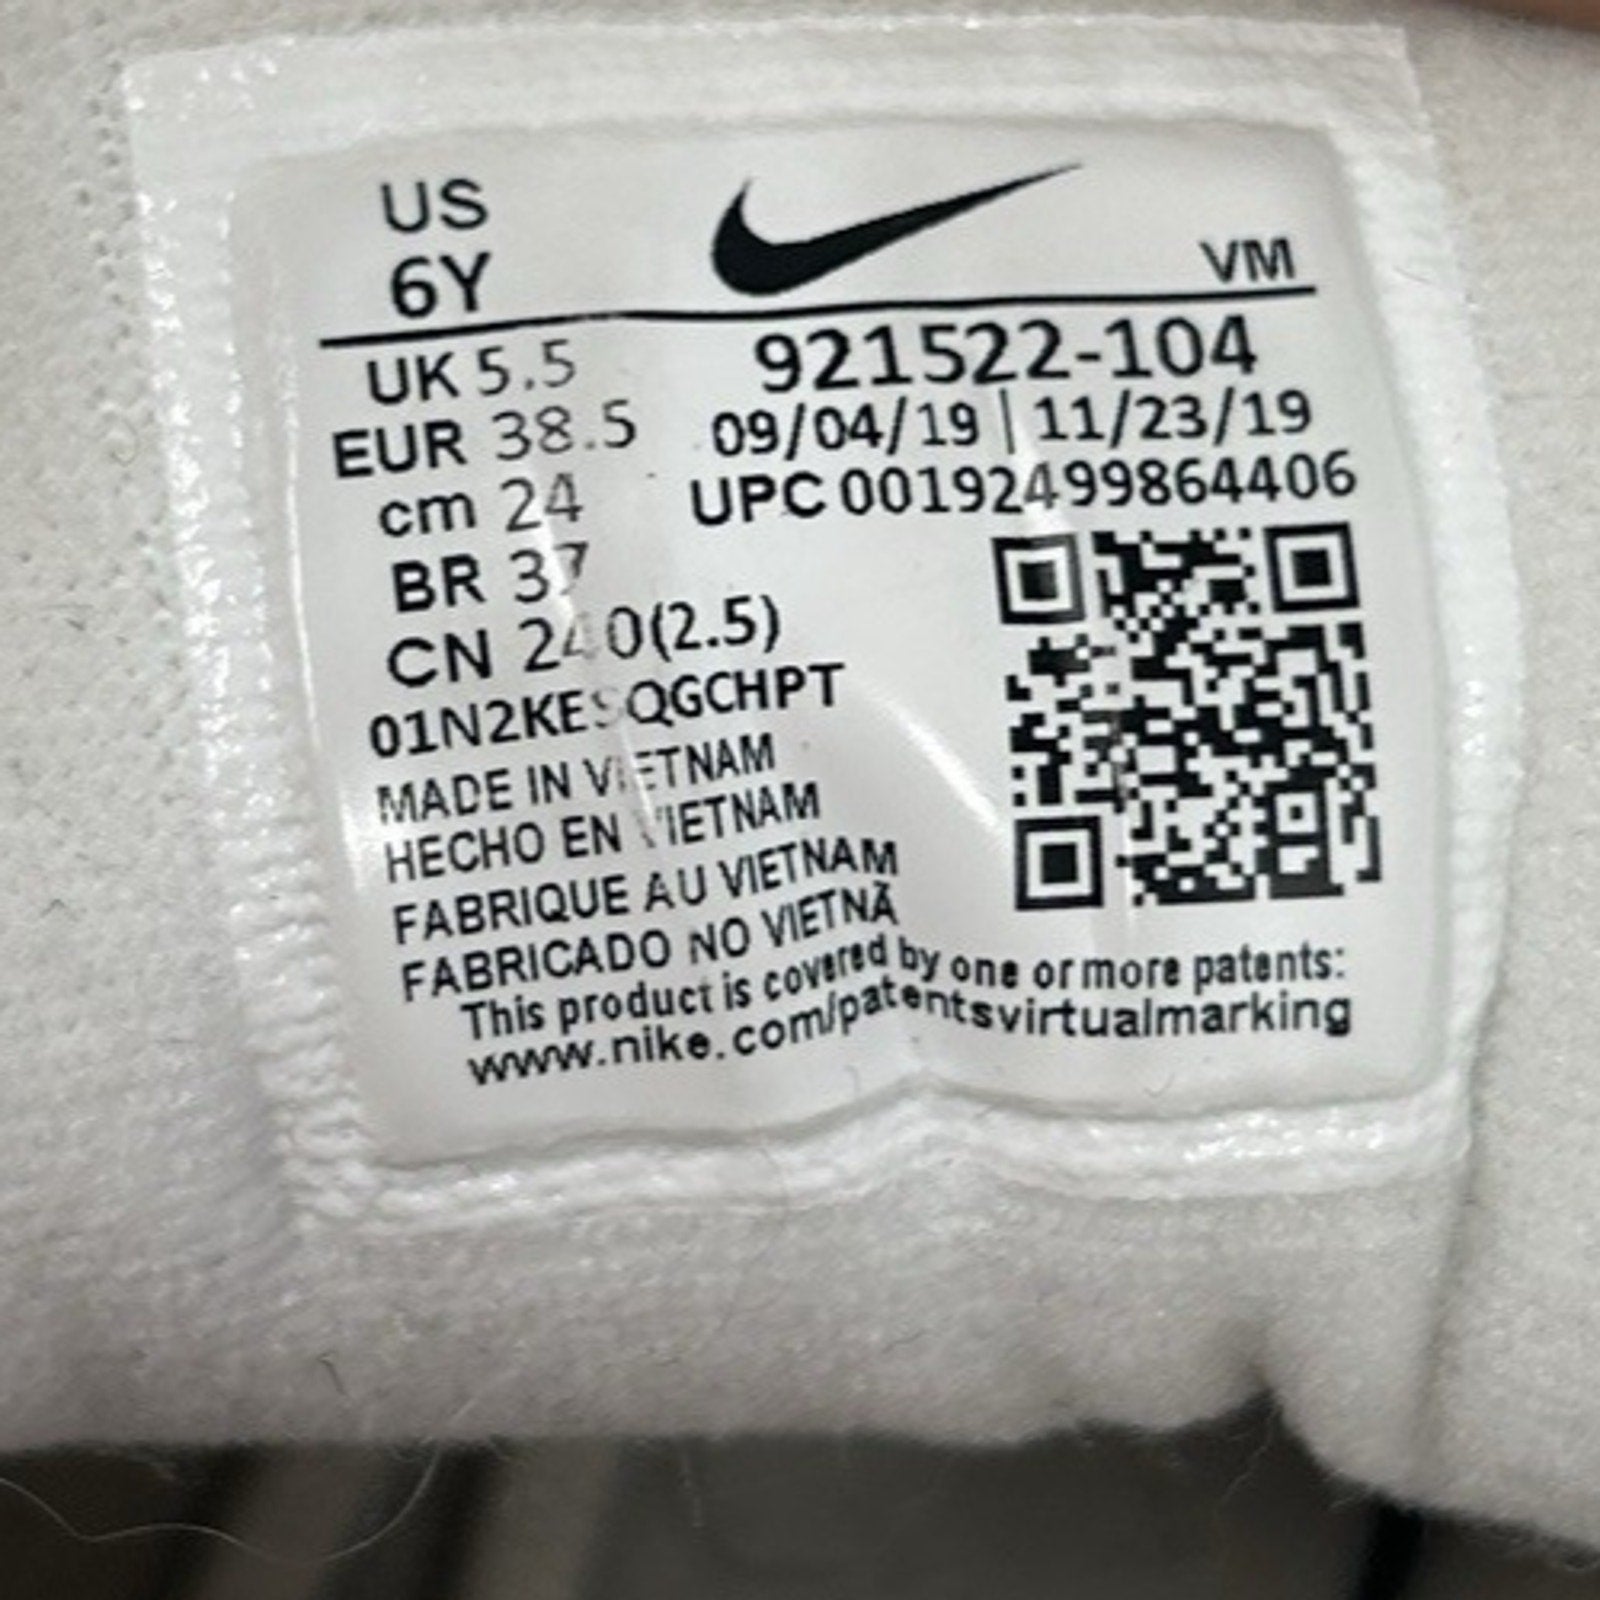 US
6Y
VM
UK 5.5
EUR 38.5
cm 24
BR 37
CN 240(2.5)
921522-104
09/04/19 | 11/23/19
UPC 00192499864406
MADE IN VIETNAM
HECHO EN VIETNAM
FABRIQUE AU VIETNAM
FABRICADO NO VIETNÃ
This product is covered by one or more patents:
www.nike.com/patentsvirtualmarking